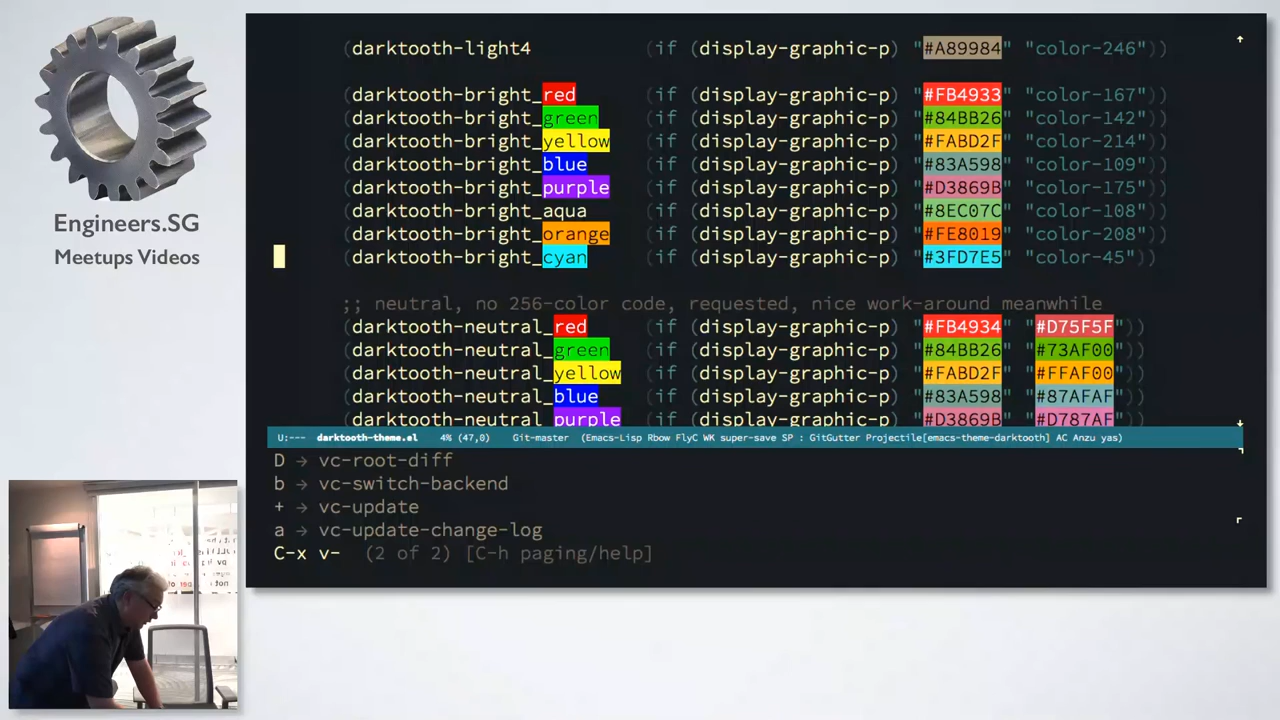 Engineers.SG
Meetups Videos
(darktooth-light4 (if (display-graphic-p) "#A89984" "color-246"))
(darktooth-bright_red (if (display-graphic-p) "#FB4933" "color-167"))
(darktooth-bright_green (if (display-graphic-p) "#84BB26" "color-142"))
(darktooth-bright_yellow (if (display-graphic-p) "#FABD2F" "color-214"))
(darktooth-bright_blue (if (display-graphic-p) "#83A598" "color-109"))
(darktooth-bright_purple (if (display-graphic-p) "#D3869B" "color-175"))
(darktooth-bright_aqua (if (display-graphic-p) "#8EC07C" "color-108"))
(darktooth-bright_orange (if (display-graphic-p) "#FE8019" "color-208"))
(darktooth-bright_cyan (if (display-graphic-p) "#3FD7E5" "color-45"))
;; neutral, no 256-color code, requested, nice work-around meanwhile
(darktooth-neutral_red (if (display-graphic-p) "#FB4934" "#D75F5F"))
(darktooth-neutral_green (if (display-graphic-p) "#84BB26" "#73AF00"))
(darktooth-neutral_yellow (if (display-graphic-p) "#FABD2F" "#FFAF00"))
(darktooth-neutral_blue (if (display-graphic-p) "#83A598" "#87AFAF"))
(darktooth-neutral_purple (if (display-graphic-p) "#D3869B" "#D787AF"))
U:--- darktooth-theme.el 4% (47,0) Git-master (Emacs-Lisp Rbow FlyC WK super-save SP : GitGutter Projectile[emacs-theme-darktooth] AC Anzu yas)
D → vc-root-diff
b → vc-switch-backend
+ → vc-update
a → vc-update-change-log
C-x v- (2 of 2) [C-h paging/help]